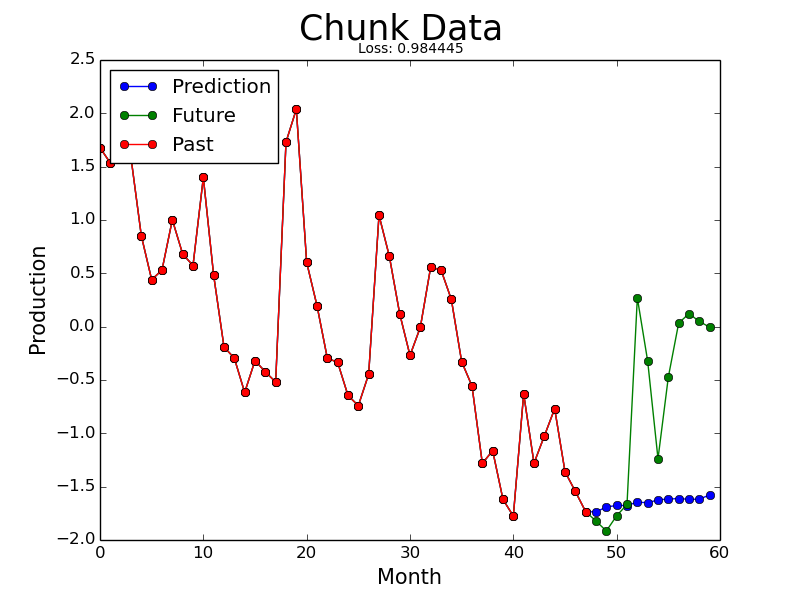 Chunk Data
Loss: 0.984445
2.5
2.0
1.5
1.0
0.5
0.0
−0.5
−1.0
−1.5
−2.0
Production
Prediction
Future
Past
0 10 20 30 40 50 60
Month